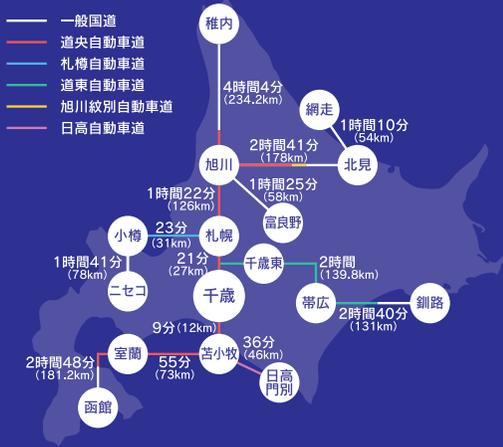 一般国道
道央自動車道
札樽自動車道
道東自動車道
旭川紋別自動車道
日高自動車道
稚内
4時間4分
(234.2km)
網走
1時間10分
(54km)
2時間41分
(178km)
旭川
北見
1時間25分
(58km)
1時間22分
(126km)
富良野
小樽
23分
(31km)
札幌
1時間41分
(78km)
21分
(27km)
千歳東
2時間
(139.8km)
ニセコ
千歳
帯広
釧路
2時間40分
(131km)
9分(12km)
室蘭
苫小牧
36分
(46km)
2時間48分
(181.2km)
55分
(73km)
日高
門別
函館